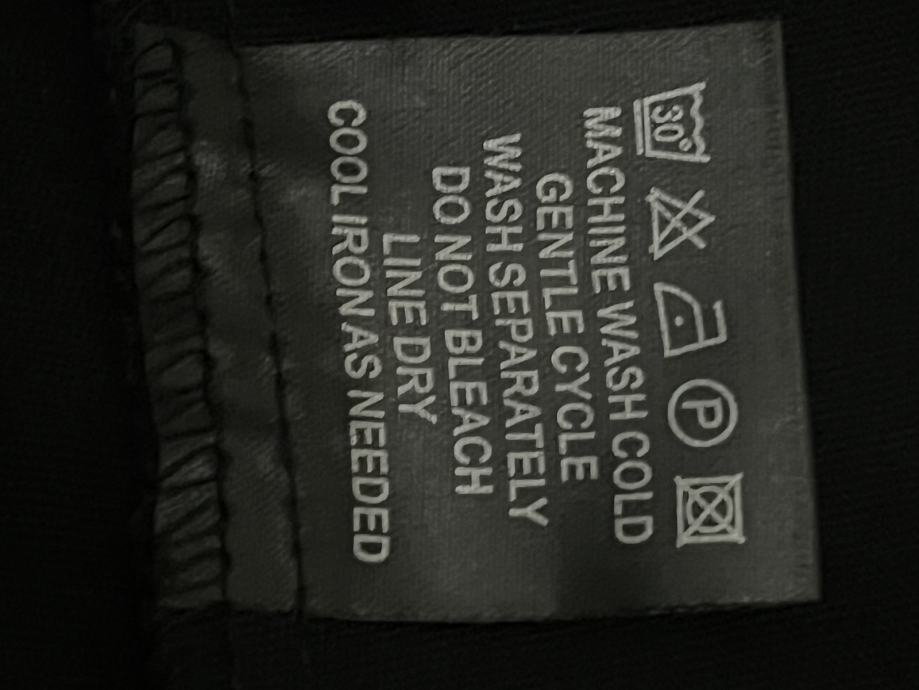 30°
P
MACHINE WASH COLD
GENTLE CYCLE
WASH SEPARATELY
DO NOT BLEACH
LINE DRY
COOL IRON AS NEEDED